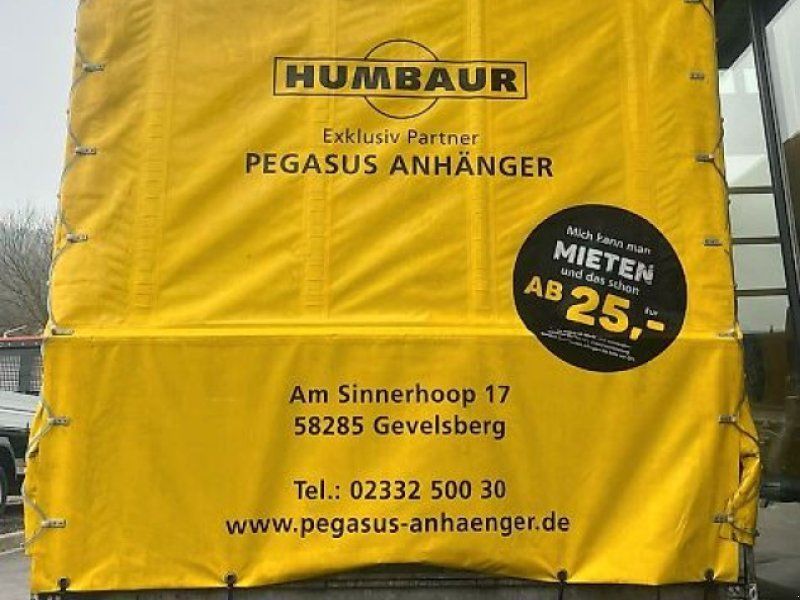 HUMBAUR
Exklusiv Partner
PEGASUS ANHÄNGER
Mich kann man
MIETEN
und das schon
AB 25,- Eur
Am Sinnerhoop 17
58285 Gevelsberg
Tel.: 02332 500 30
www.pegasus-anhaenger.de